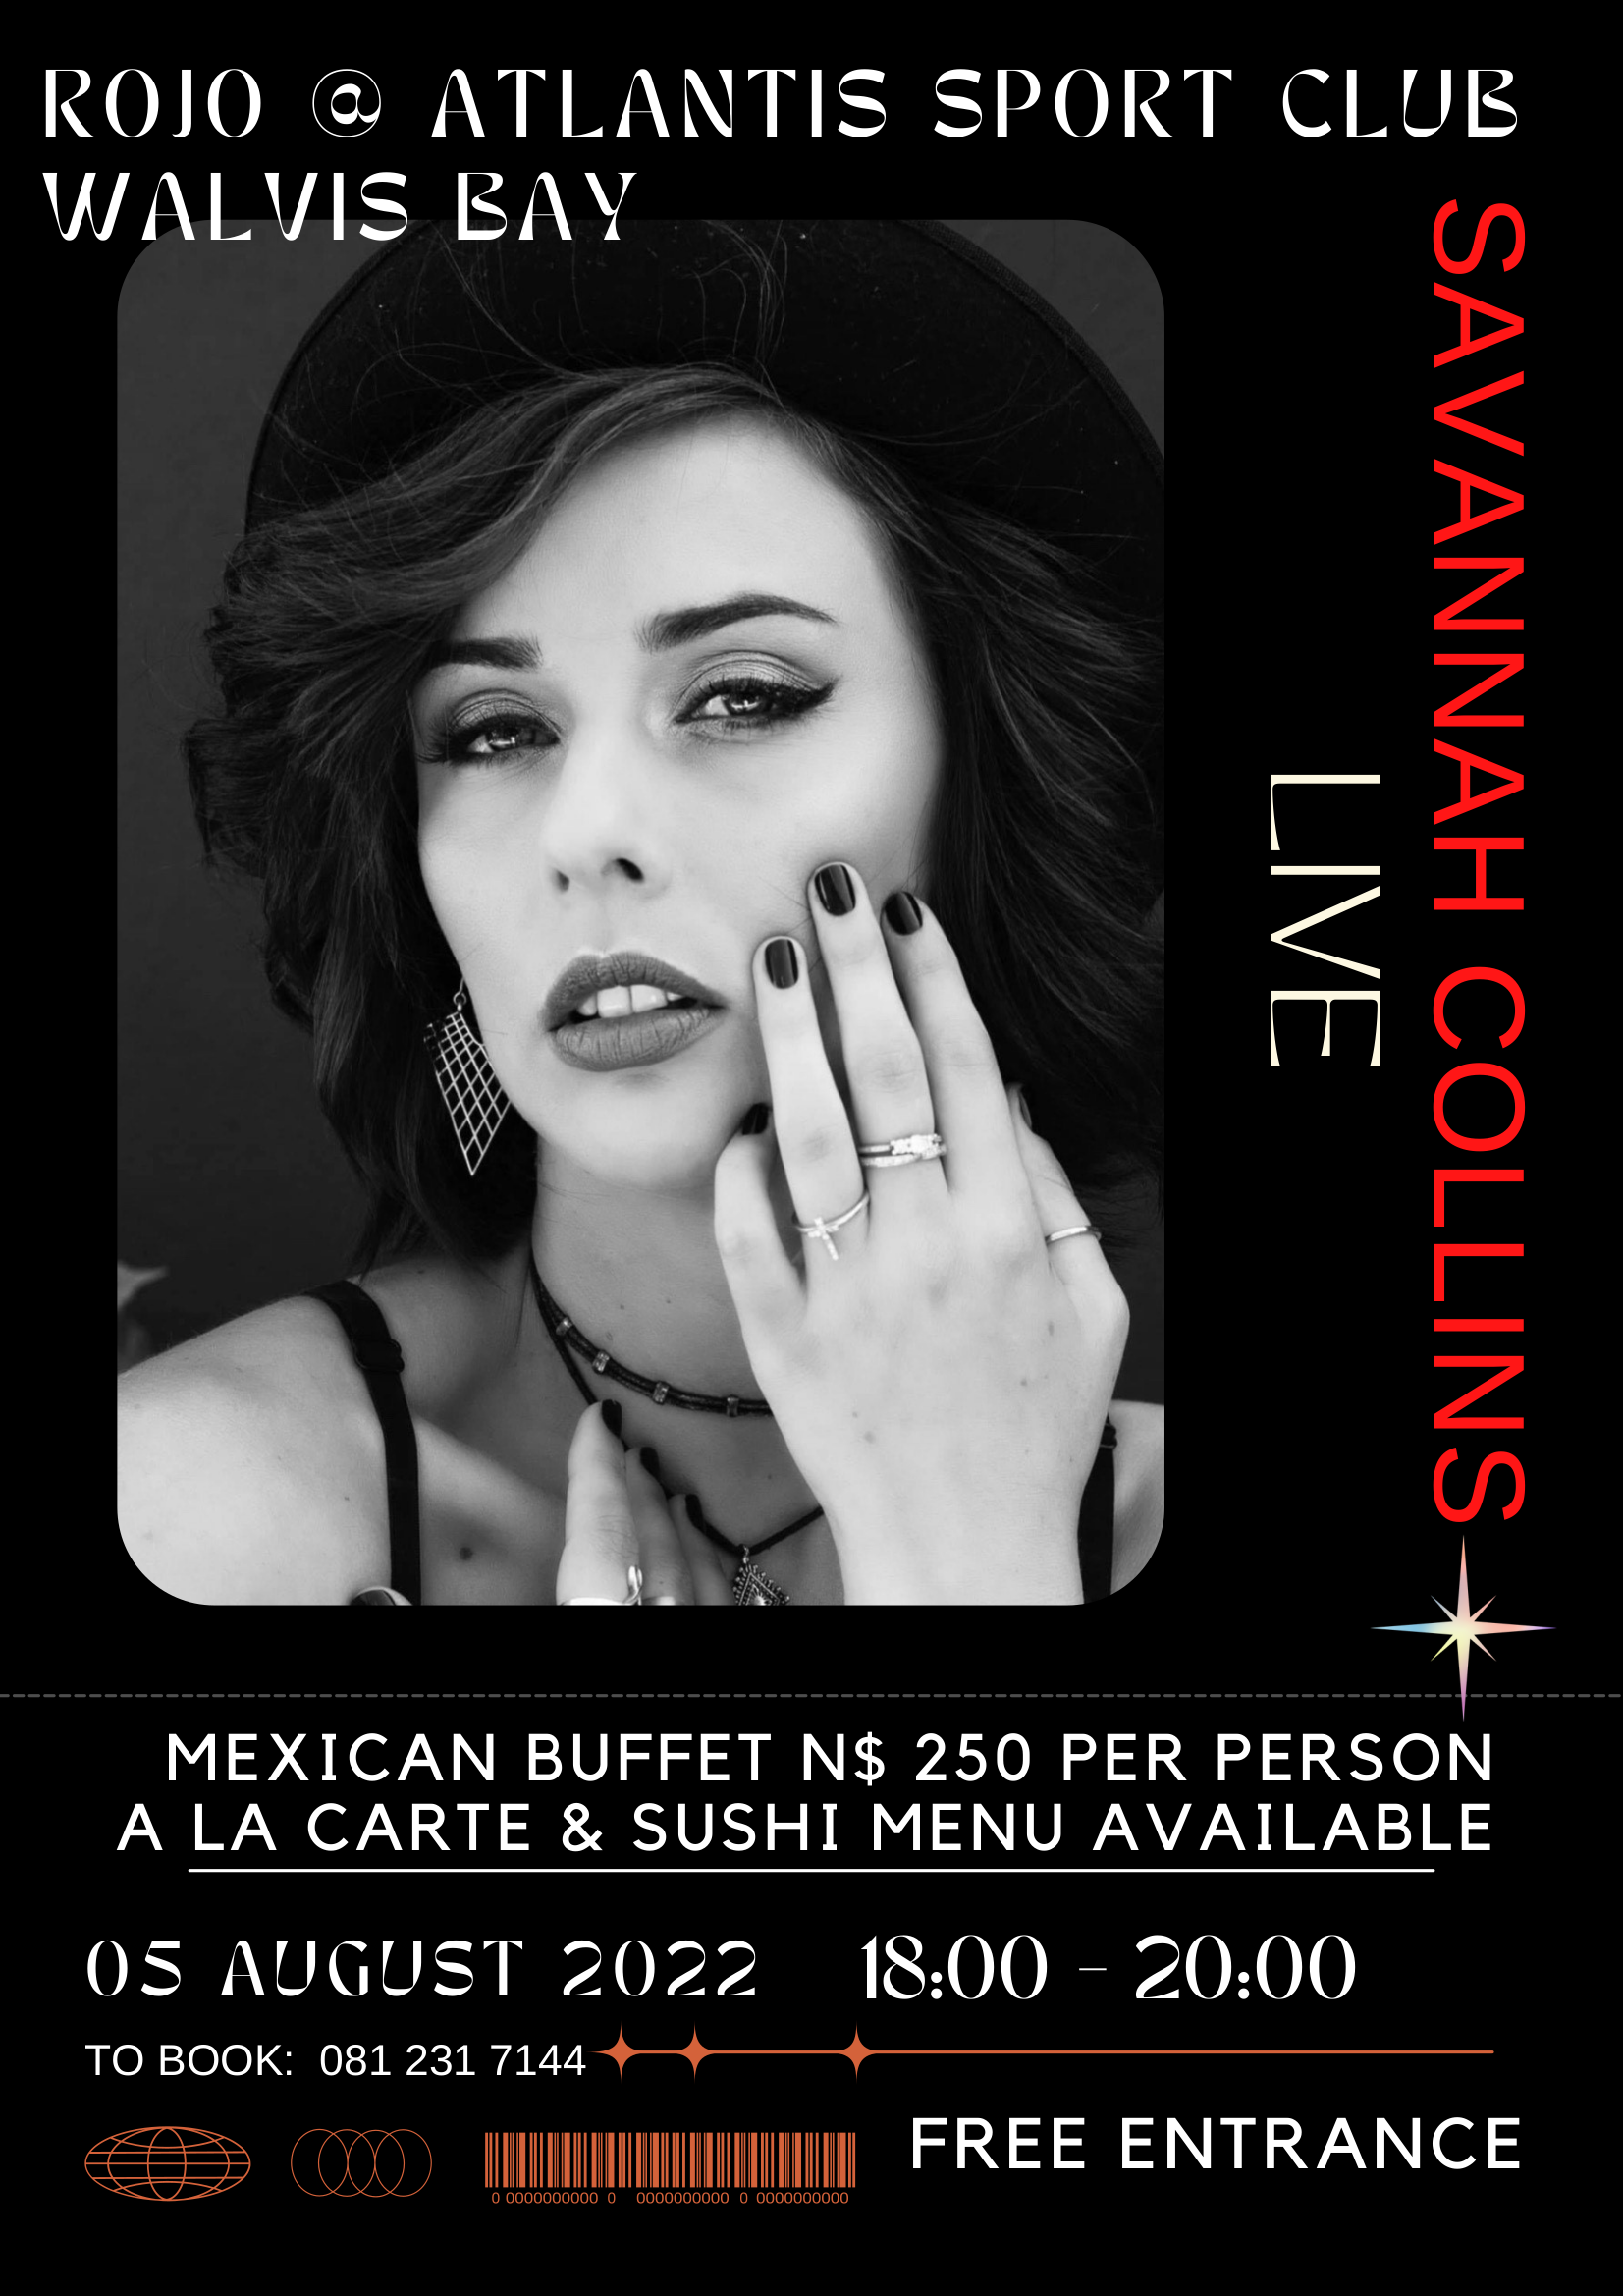 ROJO @ ATLANTIS SPORT CLUB
WALVIS BAY
SAVANNAH COLLINS
LIVE
MEXICAN BUFFET N$ 250 PER PERSON
A LA CARTE & SUSHI MENU AVAILABLE
05 AUGUST 2022 18:00 - 20:00
TO BOOK: 081 231 7144
FREE ENTRANCE
0 0000000000 0 0000000000 0 0000000000